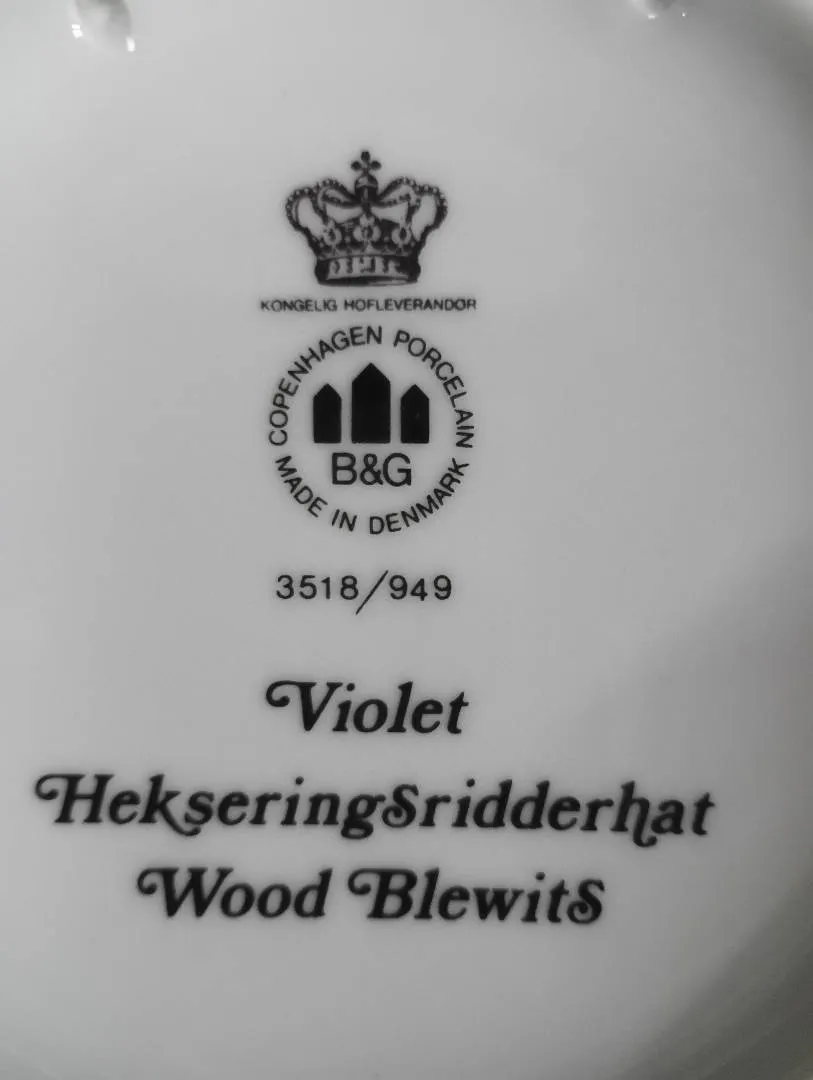 KONGELIG HOFLEVERANDØR
COPENHAGEN PORCELAIN
B&G
MADE IN DENMARK
3518/949
Violet
Hekseringsridderhat
Wood Blewits